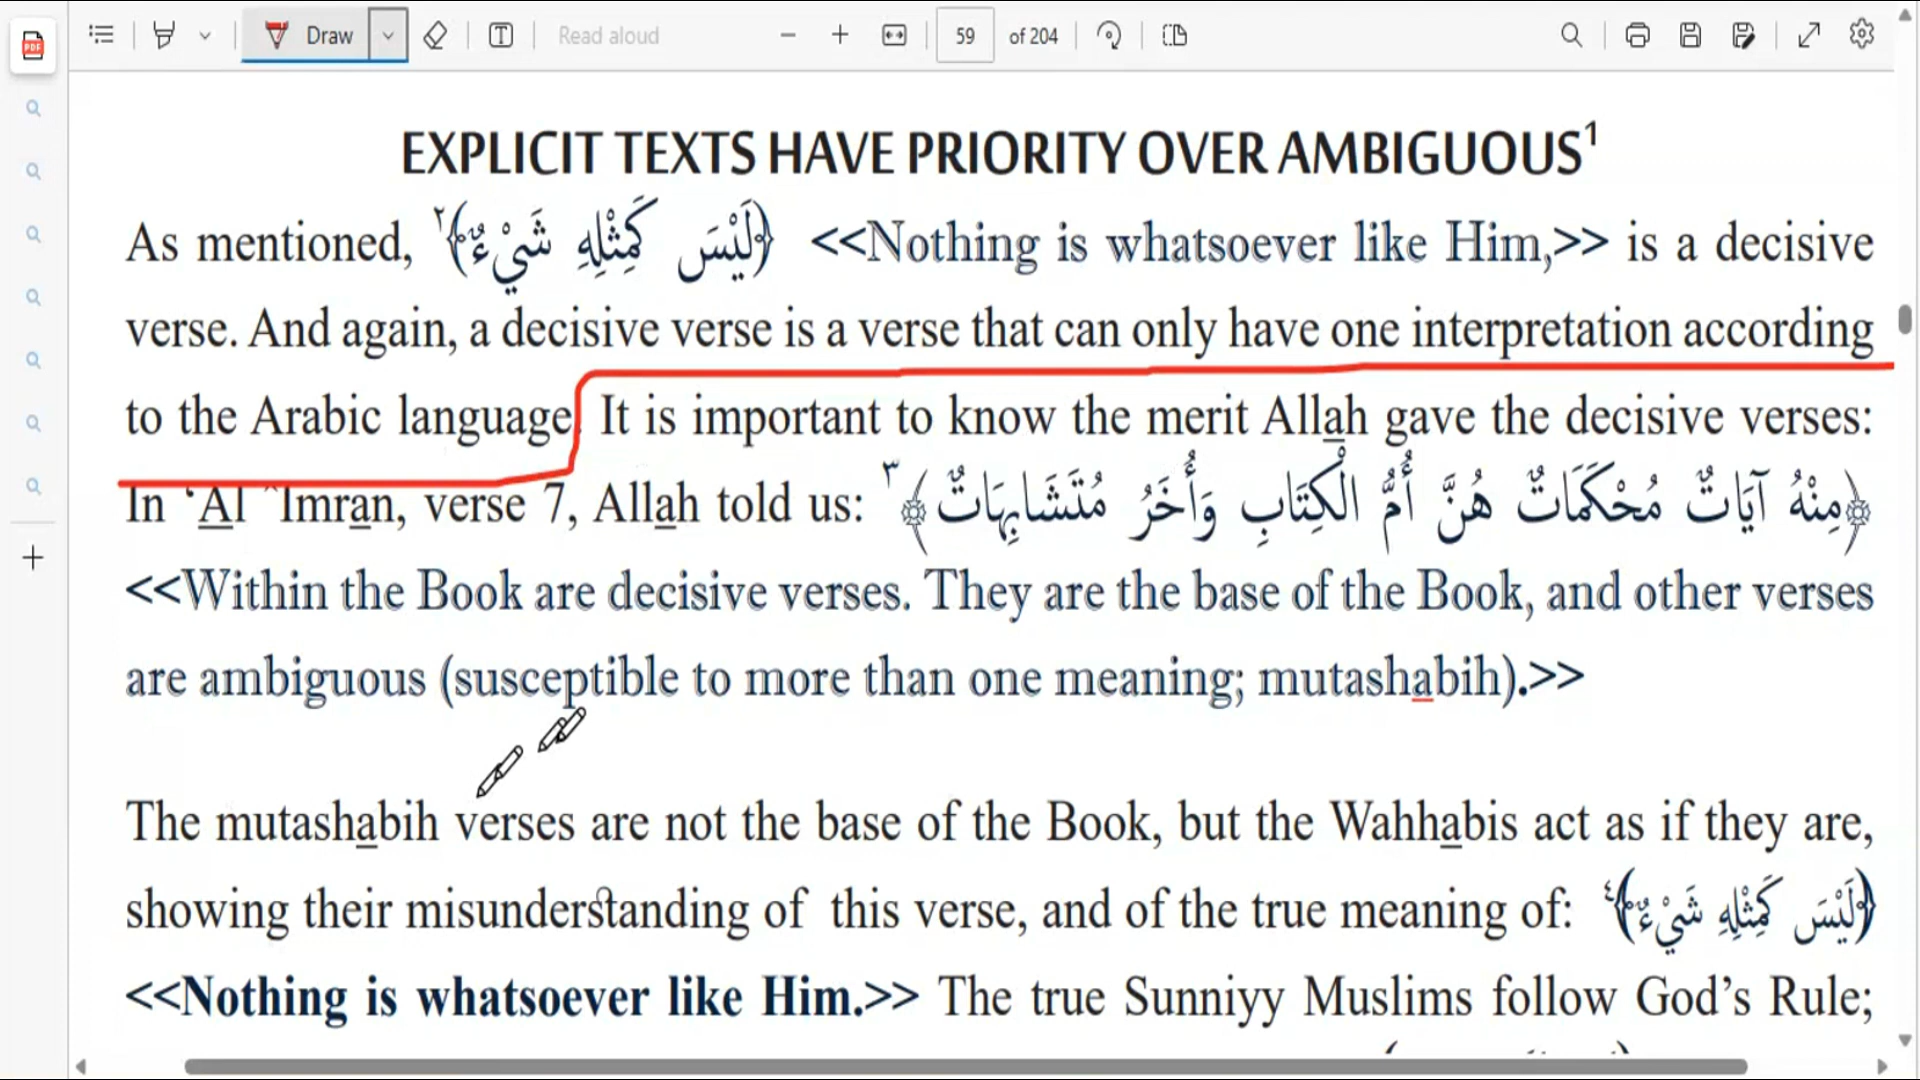 Draw
Read aloud
59 of 204
EXPLICIT TEXTS HAVE PRIORITY OVER AMBIGUOUS¹
As mentioned, ﴿لَيْسَ كَمِثْلِهِ شَيْءٌ﴾٢ <<Nothing is whatsoever like Him,>> is a decisive
verse. And again, a decisive verse is a verse that can only have one interpretation according
to the Arabic language. It is important to know the merit Allah gave the decisive verses:
In ‘Al ^Imran, verse 7, Allah told us: ﴿مِنْهُ آيَاتٌ مُحْكَمَاتٌ هُنَّ أُمُّ الْكِتَابِ وَأُخَرُ مُتَشَابِهَاتٌ﴾٣
<<Within the Book are decisive verses. They are the base of the Book, and other verses
are ambiguous (susceptible to more than one meaning; mutashabih).>>
The mutashabih verses are not the base of the Book, but the Wahhabis act as if they are,
showing their misunderstanding of this verse, and of the true meaning of: ﴿لَيْسَ كَمِثْلِهِ شَيْءٌ﴾٤
<<Nothing is whatsoever like Him.>> The true Sunniyy Muslims follow God’s Rule;